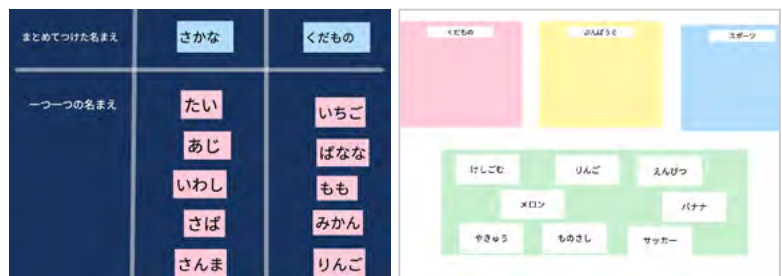 まとめてつけた名まえ
さかな
くだもの
一つ一つの名まえ
たい
いちご
あじ
ばなな
いわし
もも
さば
みかん
さんま
りんご
くだもの
ぶんぼうぐ
スポーツ
けしごむ
りんご
えんぴつ
メロン
バナナ
やきゅう
ものさし
サッカー